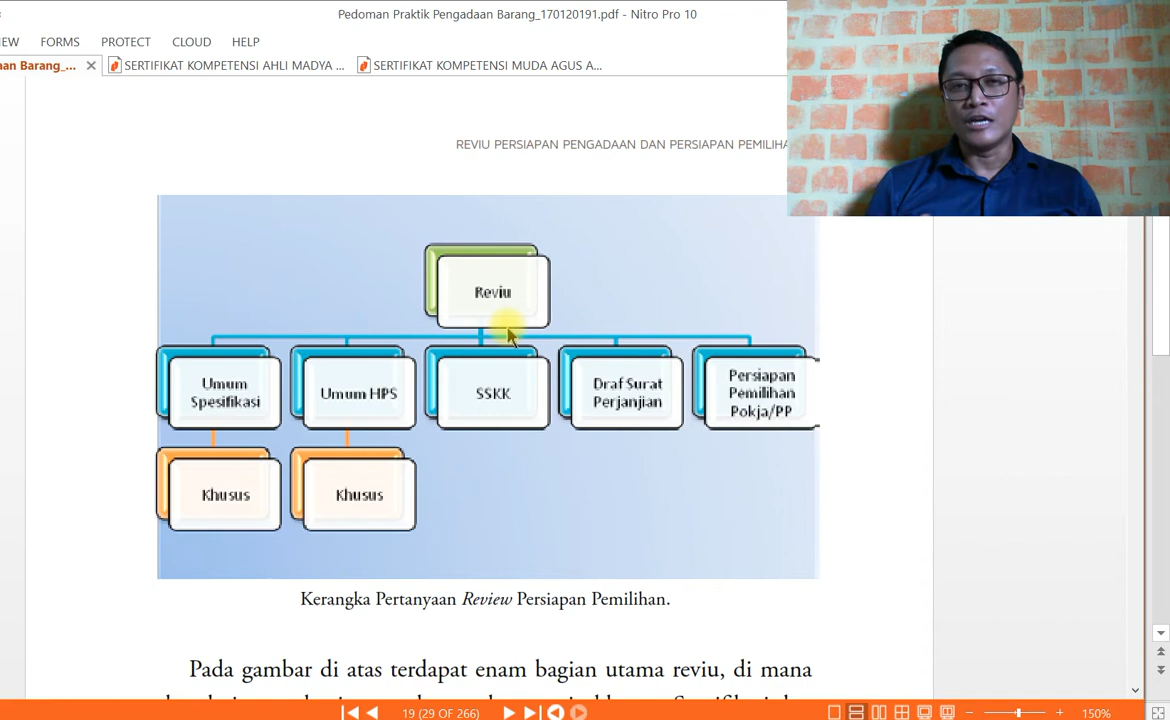 Pedoman Praktik Pengadaan Barang_170120191.pdf - Nitro Pro 10
EW FORMS PROTECT CLOUD HELP
aan Barang_... SERTIFIKAT KOMPETENSI AHLI MADYA ... SERTIFIKAT KOMPETENSI MUDA AGUS A...
REVIU PERSIAPAN PENGADAAN DAN PERSIAPAN PEMILIHA
Reviu
Umum
Spesifikasi
Umum HPS
SSKK
Draf Surat
Perjanjian
Persiapan
Pemilihan
Pokja/PP
Khusus
Khusus
Kerangka Pertanyaan Review Persiapan Pemilihan.
Pada gambar di atas terdapat enam bagian utama reviu, di mana
19 (29 OF 266)
150%